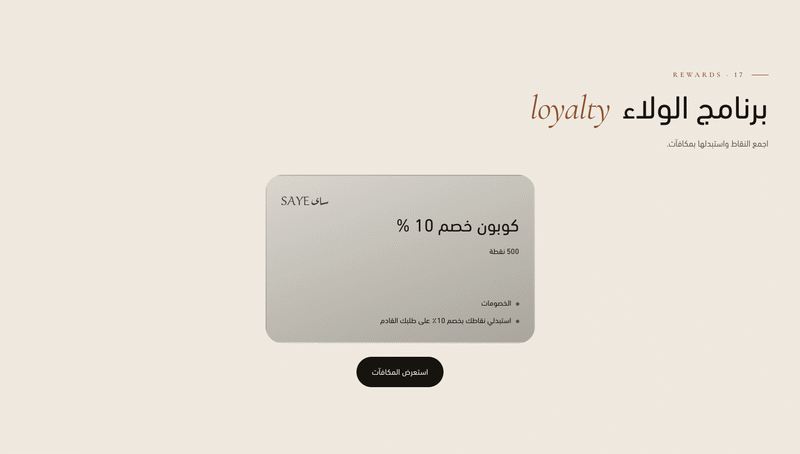 REWARDS · 17
برنامج الولاء loyalty
اجمع النقاط واستبدلها بمكافآت.
SAYE ساي
كوبون خصم 10 %
500 نقطة
الخصومات
استبدلي نقاطك بخصم 10٪ على طلبك القادم
استعرض المكافآت